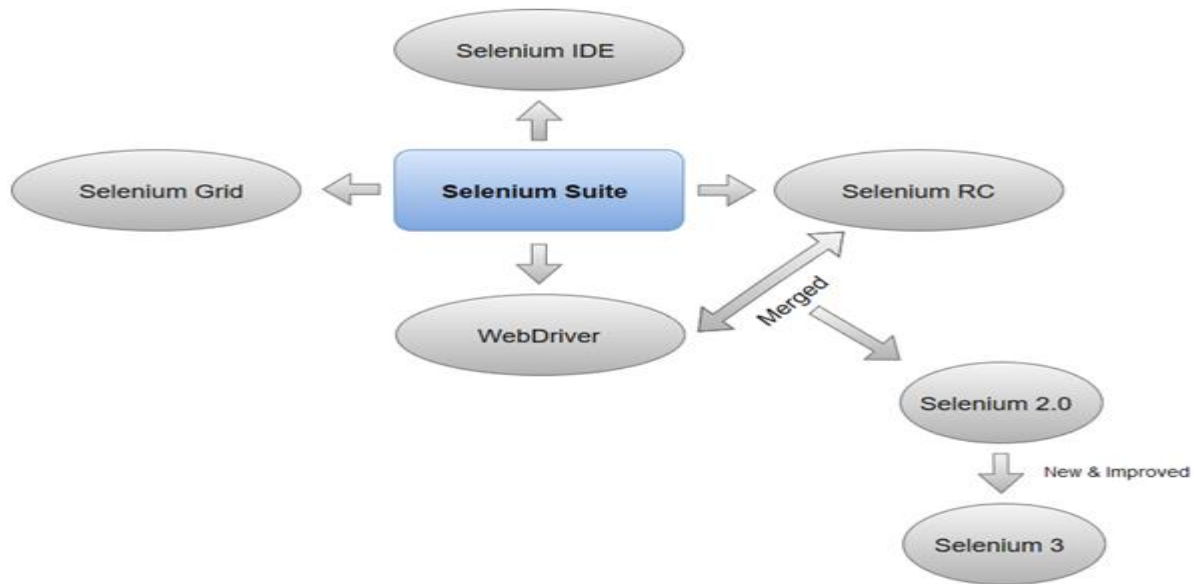 Selenium IDE
Selenium Grid
Selenium Suite
Selenium RC
WebDriver
Merged
Selenium 2.0
New & Improved
Selenium 3